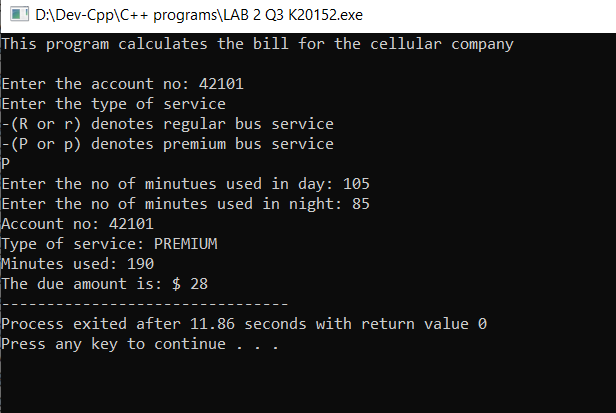 D:\Dev-Cpp\C++ programs\LAB 2 Q3 K20152.exe
This program calculates the bill for the cellular company
Enter the account no: 42101
Enter the type of service
-(R or r) denotes regular bus service
-(P or p) denotes premium bus service
P
Enter the no of minutues used in day: 105
Enter the no of minutes used in night: 85
Account no: 42101
Type of service: PREMIUM
Minutes used: 190
The due amount is: $ 28
--------------------------------
Process exited after 11.86 seconds with return value 0
Press any key to continue . . .